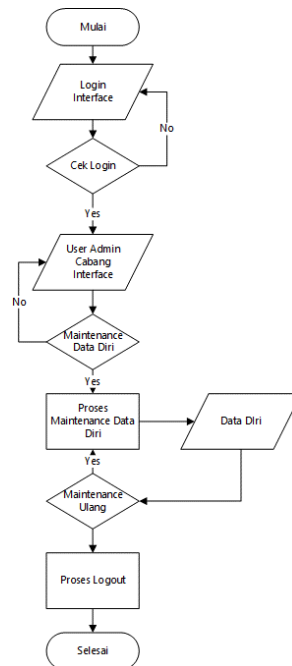 Mulai
Login
Interface
No
Cek Login
Yes
User Admin
Cabang
Interface
No
Maintenance
Data Diri
Yes
Proses
Maintenance Data
Diri
Data DIri
Yes
Maintenance
Ulang
Proses Logout
Selesai